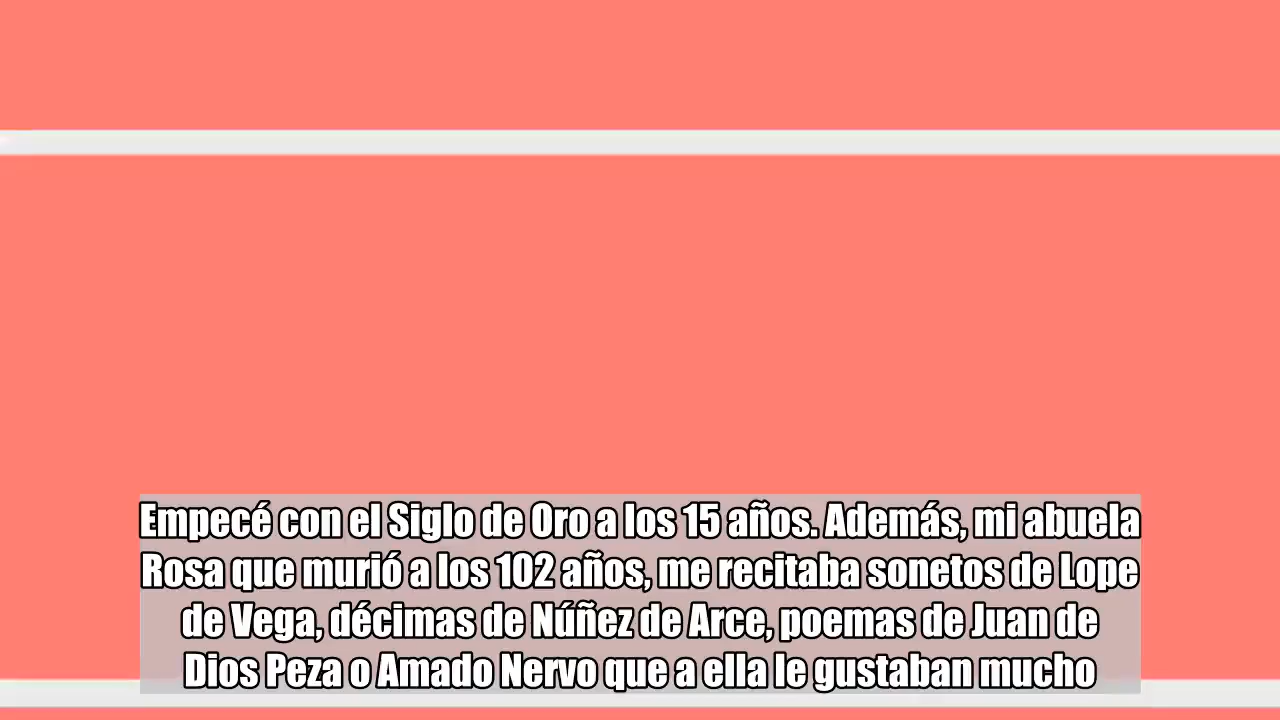 Empecé con el Siglo de Oro a los 15 años. Además, mi abuela
Rosa que murió a los 102 años, me recitaba sonetos de Lope
de Vega, décimas de Núñez de Arce, poemas de Juan de
Dios Peza o Amado Nervo que a ella le gustaban mucho